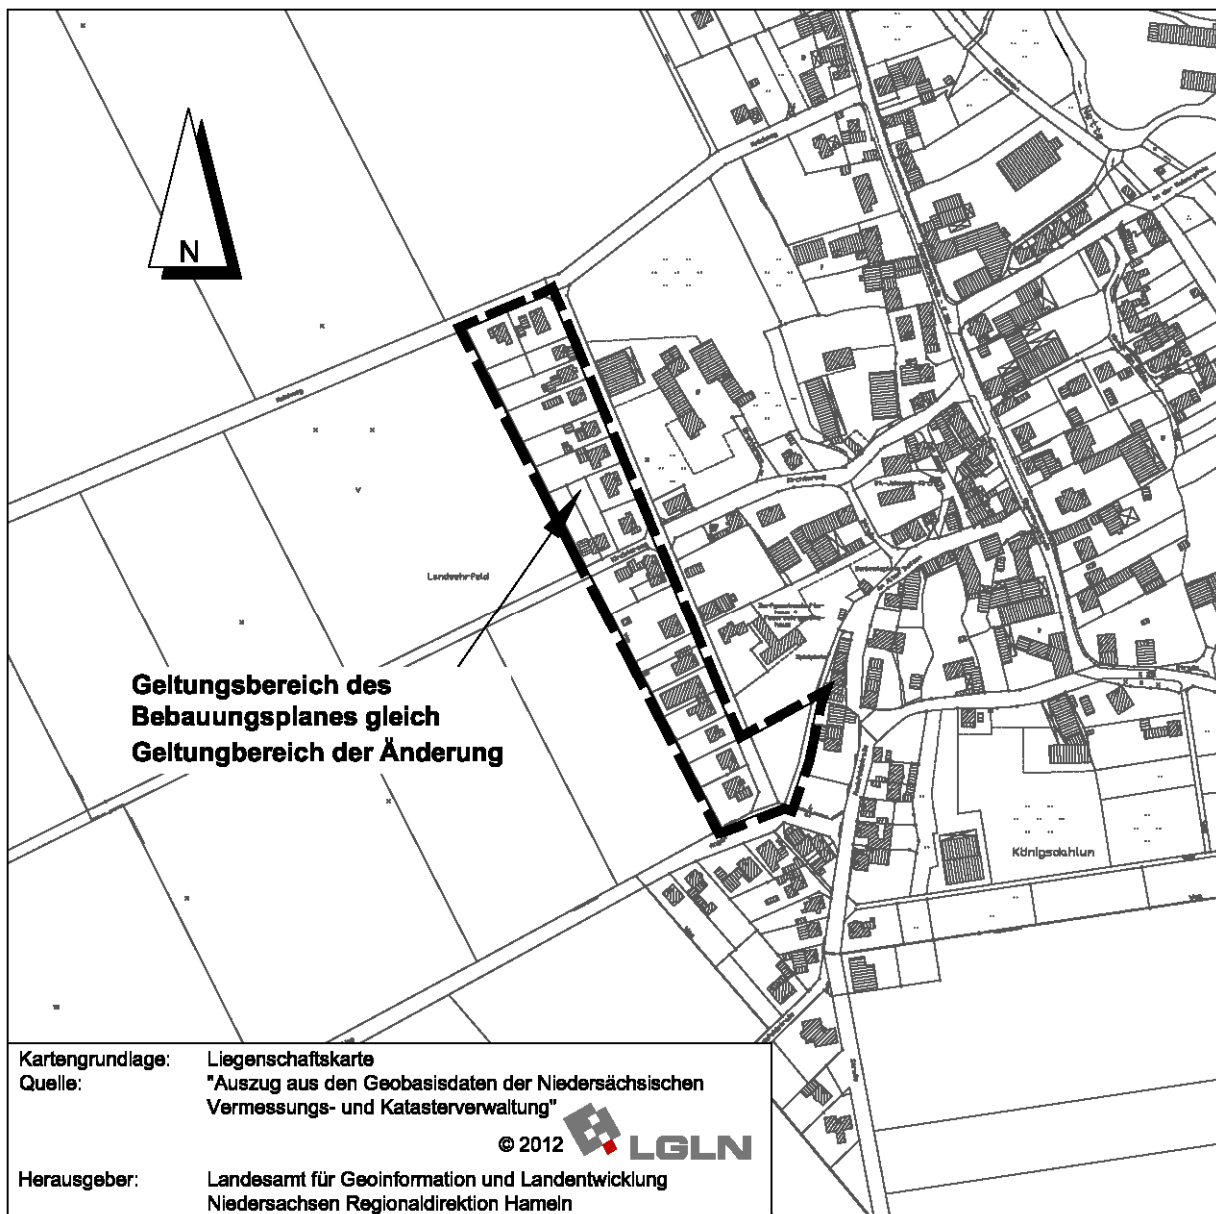 N
Landwehrfeld
Geltungsbereich des
Bebauungsplanes gleich
Geltungbereich der Änderung
Königsdahlum
Kartengrundlage: Liegenschaftskarte
Quelle: "Auszug aus den Geobasisdaten der Niedersächsischen
Vermessungs- und Katasterverwaltung"
© 2012 LGLN
Herausgeber: Landesamt für Geoinformation und Landentwicklung
Niedersachsen Regionaldirektion Hameln